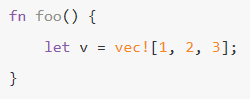 fn foo() {
    let v = vec![1, 2, 3];
}